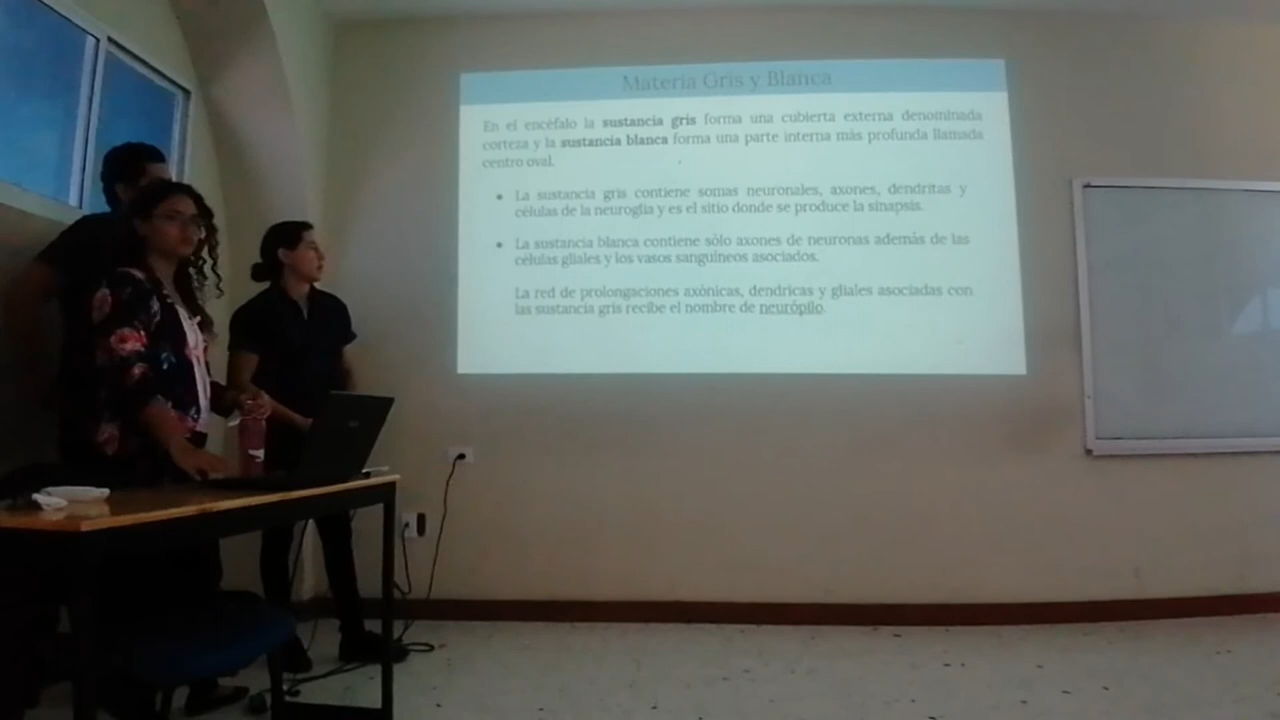 Materia Gris y Blanca
En el encéfalo la sustancia gris forma una cubierta externa denominada
corteza y la sustancia blanca forma una parte interna más profunda llamada
centro oval.
La sustancia gris contiene somas neuronales, axones, dendritas y
células de la neuroglia y es el sitio donde se produce la sinapsis.
La sustancia blanca contiene sólo axones de neuronas además de las
células gliales y los vasos sanguíneos asociados.
La red de prolongaciones axónicas, dendricas y gliales asociadas con
las sustancia gris recibe el nombre de neurópilo.